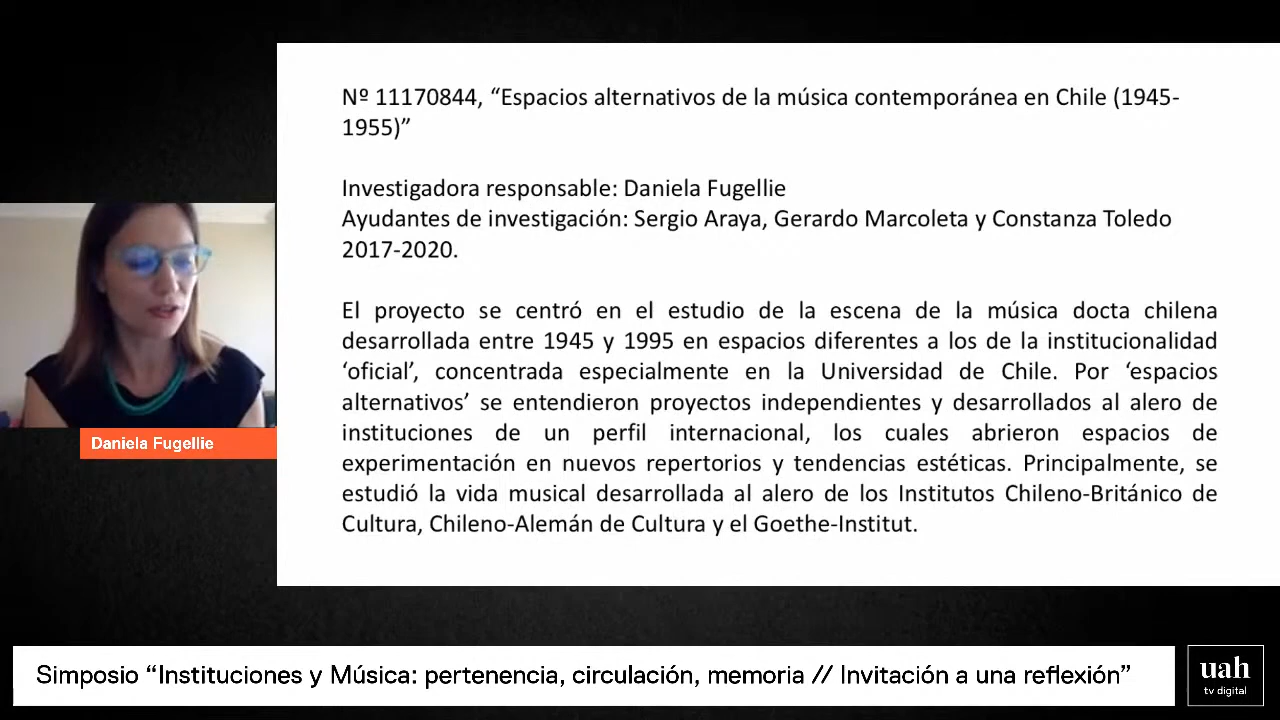 Nº 11170844, “Espacios alternativos de la música contemporánea en Chile (1945-
1955)”
Investigadora responsable: Daniela Fugellie
Ayudantes de investigación: Sergio Araya, Gerardo Marcoleta y Constanza Toledo
2017-2020.
El proyecto se centró en el estudio de la escena de la música docta chilena
desarrollada entre 1945 y 1995 en espacios diferentes a los de la institucionalidad
‘oficial’, concentrada especialmente en la Universidad de Chile. Por ‘espacios
alternativos’ se entendieron proyectos independientes y desarrollados al alero de
instituciones de un perfil internacional, los cuales abrieron espacios de
experimentación en nuevos repertorios y tendencias estéticas. Principalmente, se
estudió la vida musical desarrollada al alero de los Institutos Chileno-Británico de
Cultura, Chileno-Alemán de Cultura y el Goethe-Institut.
Daniela Fugellie
Simposio “Instituciones y Música: pertenencia, circulación, memoria // Invitación a una reflexión”
uah
tv digital